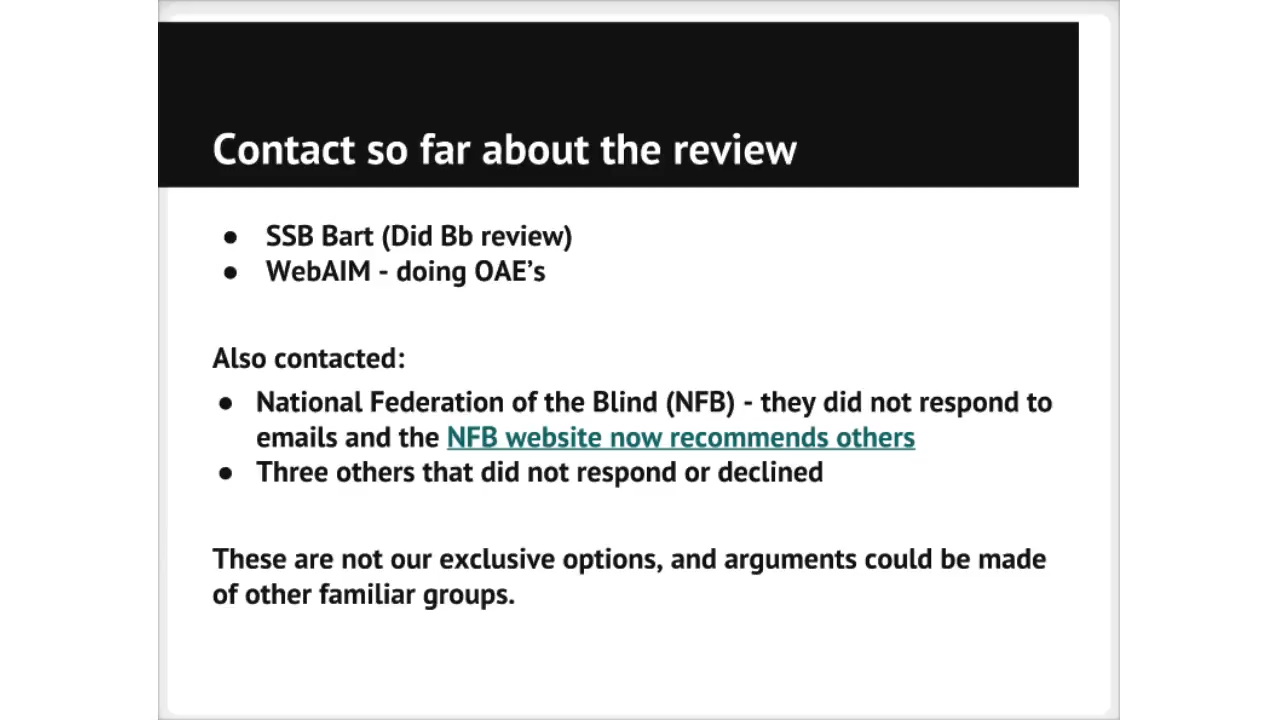 Contact so far about the review
● SSB Bart (Did Bb review)
● WebAIM - doing OAE’s
Also contacted:
● National Federation of the Blind (NFB) - they did not respond to
emails and the NFB website now recommends others
● Three others that did not respond or declined
These are not our exclusive options, and arguments could be made
of other familiar groups.